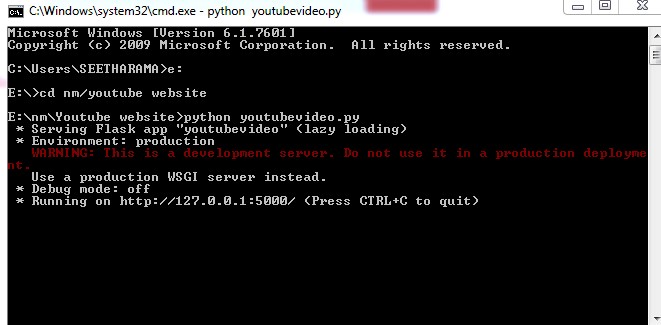 C:\Windows\system32\cmd.exe - python  youtubevideo.py
Microsoft Windows [Version 6.1.7601]
Copyright (c) 2009 Microsoft Corporation.  All rights reserved.
C:\Users\SEETHARAMA>e:
E:\>cd nm/youtube website
E:\nm\Youtube website>python youtubevideo.py
 * Serving Flask app "youtubevideo" (lazy loading)
 * Environment: production
   WARNING: This is a development server. Do not use it in a production deployme
nt.
   Use a production WSGI server instead.
 * Debug mode: off
 * Running on http://127.0.0.1:5000/ (Press CTRL+C to quit)